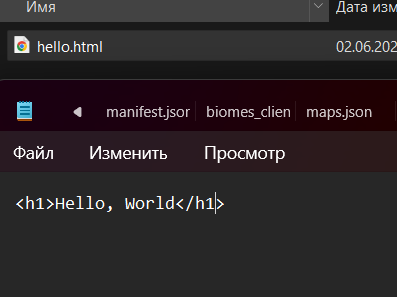 Имя Дата изм
hello.html 02.06.202
manifest.jsor biomes_clien maps.json
Файл Изменить Просмотр
<h1>Hello, World</h1>